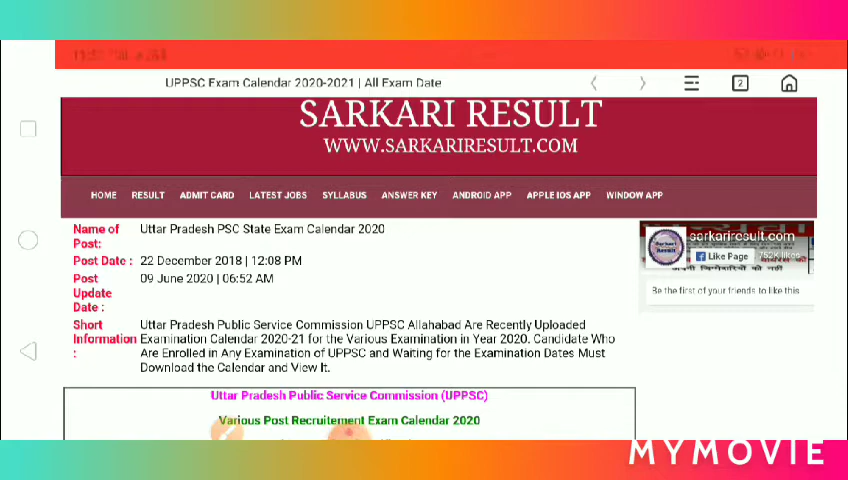 UPPSC Exam Calendar 2020-2021 | All Exam Date
2
SARKARI RESULT
WWW.SARKARIRESULT.COM
HOME RESULT ADMIT CARD LATEST JOBS SYLLABUS ANSWER KEY ANDROID APP APPLE IOS APP WINDOW APP
Name of Post: Uttar Pradesh PSC State Exam Calendar 2020
Post Date : 22 December 2018 | 12:08 PM
Post Update Date : 09 June 2020 | 06:52 AM
Short Information : Uttar Pradesh Public Service Commission UPPSC Allahabad Are Recently Uploaded
Examination Calendar 2020-21 for the Various Examination in Year 2020. Candidate Who
Are Enrolled in Any Examination of UPPSC and Waiting for the Examination Dates Must
Download the Calendar and View It.
sarkariresult.com
Like Page 752K likes
Be the first of your friends to like this
Uttar Pradesh Public Service Commission (UPPSC)
Various Post Recruitement Exam Calendar 2020
MYMOVIE